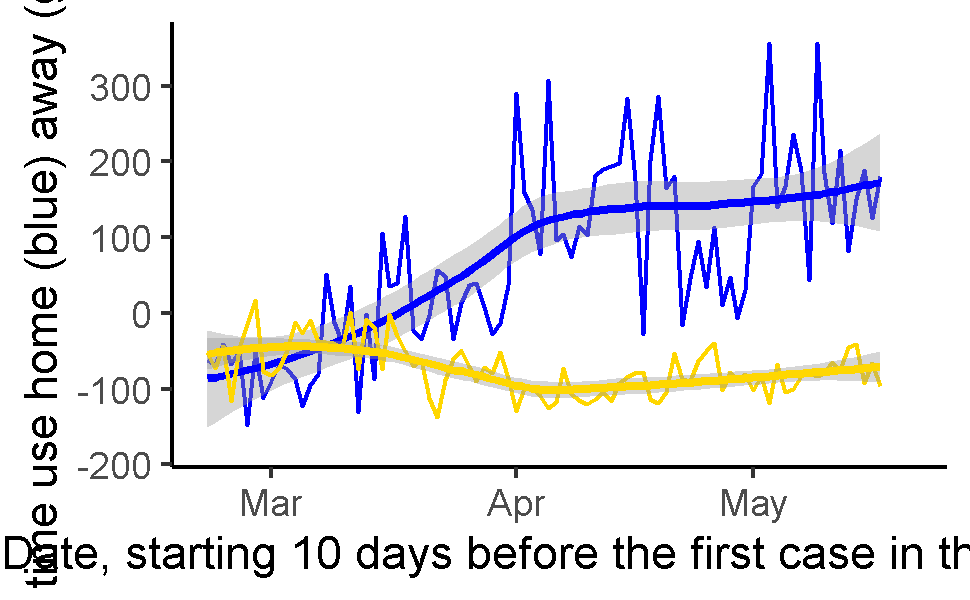 time use home (blue) away (
300
200
100
0
-100
-200
Mar Apr May
Date, starting 10 days before the first case in th